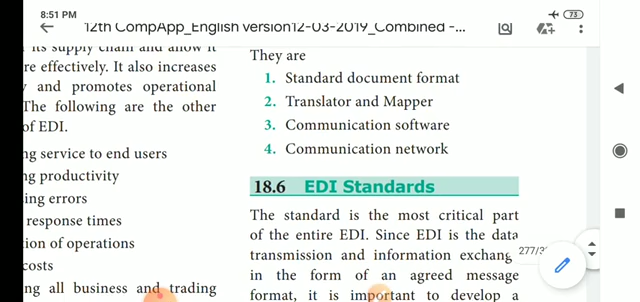 8:51 PM
73
12th CompApp_English version12-03-2019_Combined -...
its supply chain and allow it
re effectively. It also increases
and promotes operational
The following are the other
of EDI.
ng service to end users
ng productivity
ing errors
response times
ion of operations
costs
ng all business and trading
They are
1. Standard document format
2. Translator and Mapper
3. Communication software
4. Communication network
18.6 EDI Standards
The standard is the most critical part
of the entire EDI. Since EDI is the data
transmission and information exchange
in the form of an agreed message
format, it is important to develop a
277/3